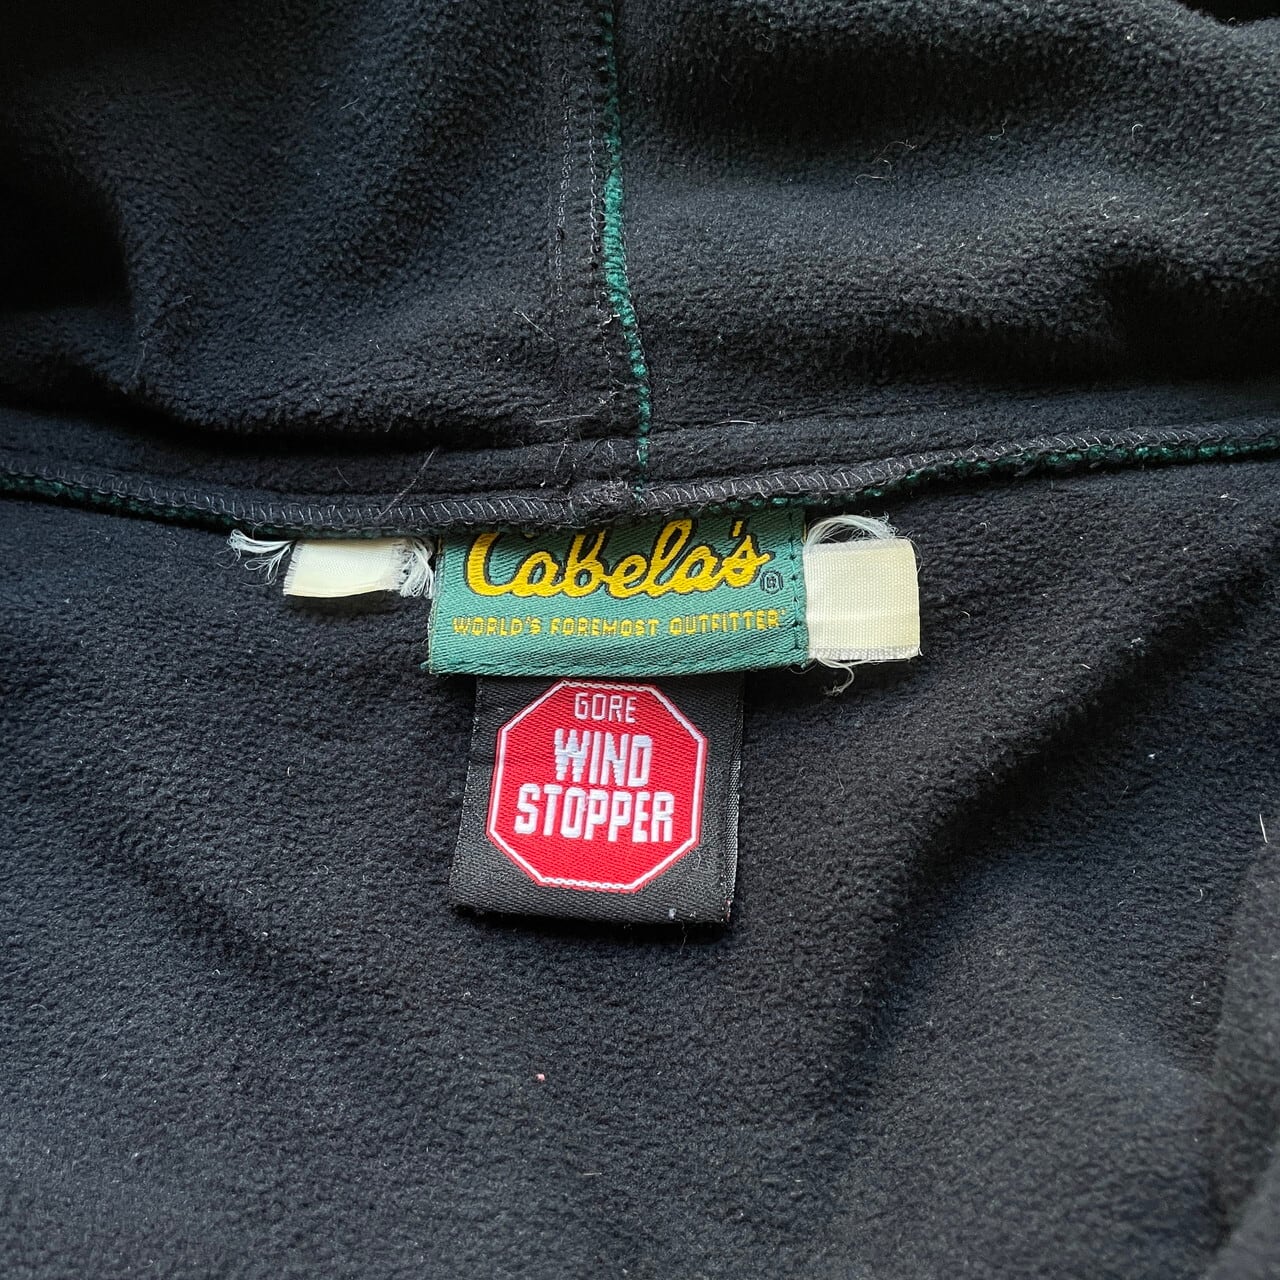 Cabela's®
WORLD'S FOREMOST OUTFITTER®
GORE
WIND
STOPPER